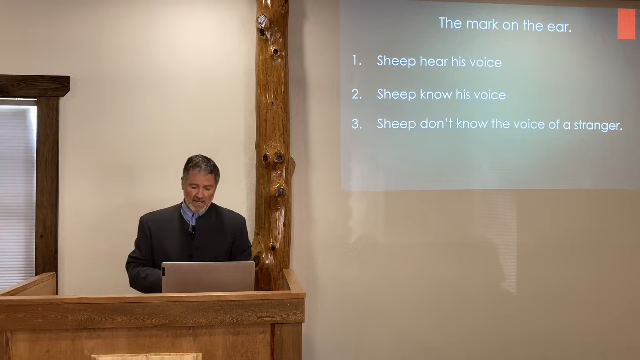 The mark on the ear.
1. Sheep hear his voice
2. Sheep know his voice
3. Sheep don't know the voice of a stranger.